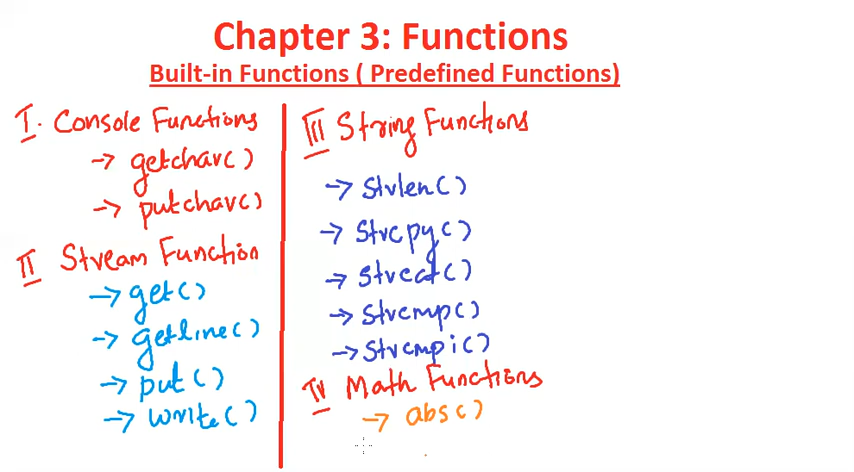 Chapter 3: Functions
Built-in Functions ( Predefined Functions)
I. Console Functions
→ getchar()
→ putchar()
II Stream Function
→ get()
→ getline()
→ put()
→ write()
III String Functions
→ strlen()
→ strcpy()
→ strcat()
→ strcmp()
→ strcmpi()
IV Math Functions
→ abs()